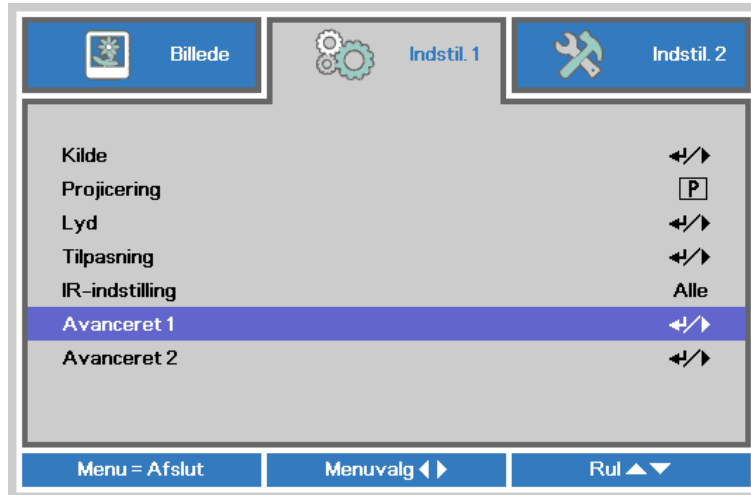 Billede
Indstil. 1
Indstil. 2
Kilde
Projicering P
Lyd
Tilpasning
IR-indstilling Alle
Avanceret 1
Avanceret 2
Menu = Afslut
Menuvalg
Rul